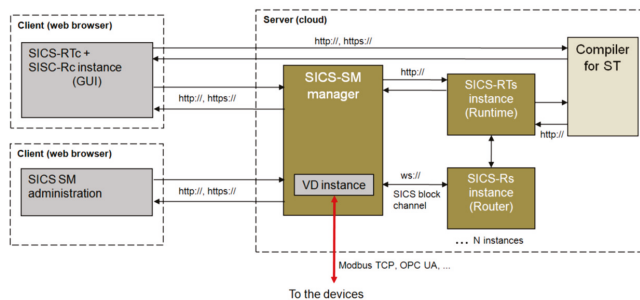 Client (web browser)
SICS-RTc +
SISC-Rc instance
(GUI)
http://, https://
Client (web browser)
SICS SM
administration
http://, https://
Server (cloud)
http://, https://
SICS-SM
manager
VD instance
http://
SICS-RTs
instance
(Runtime)
http://
Compiler
for ST
ws://
SICS block
channel
SICS-Rs
instance
(Router)
... N instances
Modbus TCP, OPC UA, ...
To the devices